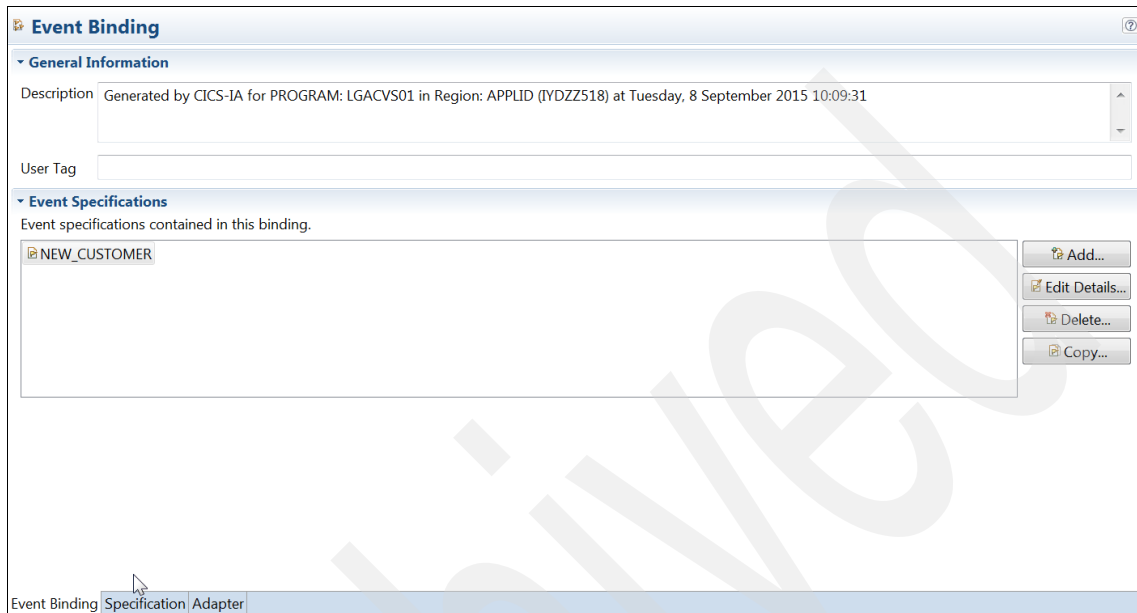 Event Binding
General Information
Description Generated by CICS-IA for PROGRAM: LGACVS01 in Region: APPLID (IYDZZ518) at Tuesday, 8 September 2015 10:09:31
User Tag
Event Specifications
Event specifications contained in this binding.
NEW_CUSTOMER
Add...
Edit Details...
Delete...
Copy...
Event Binding Specification Adapter
hived